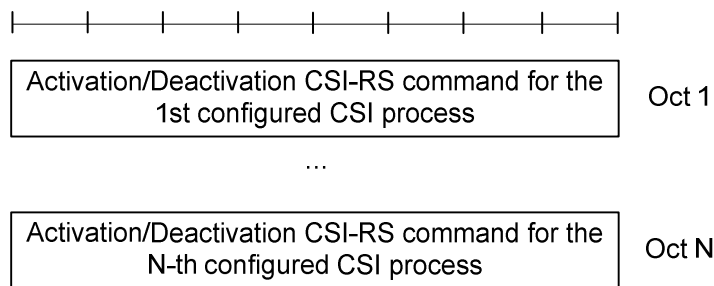 Activation/Deactivation CSI-RS command for the
1st configured CSI process
Oct 1
...
Activation/Deactivation CSI-RS command for the
N-th configured CSI process
Oct N